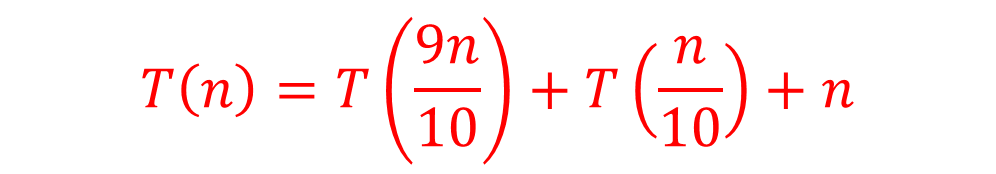 T(n) = T(9n/10) + T(n/10) + n